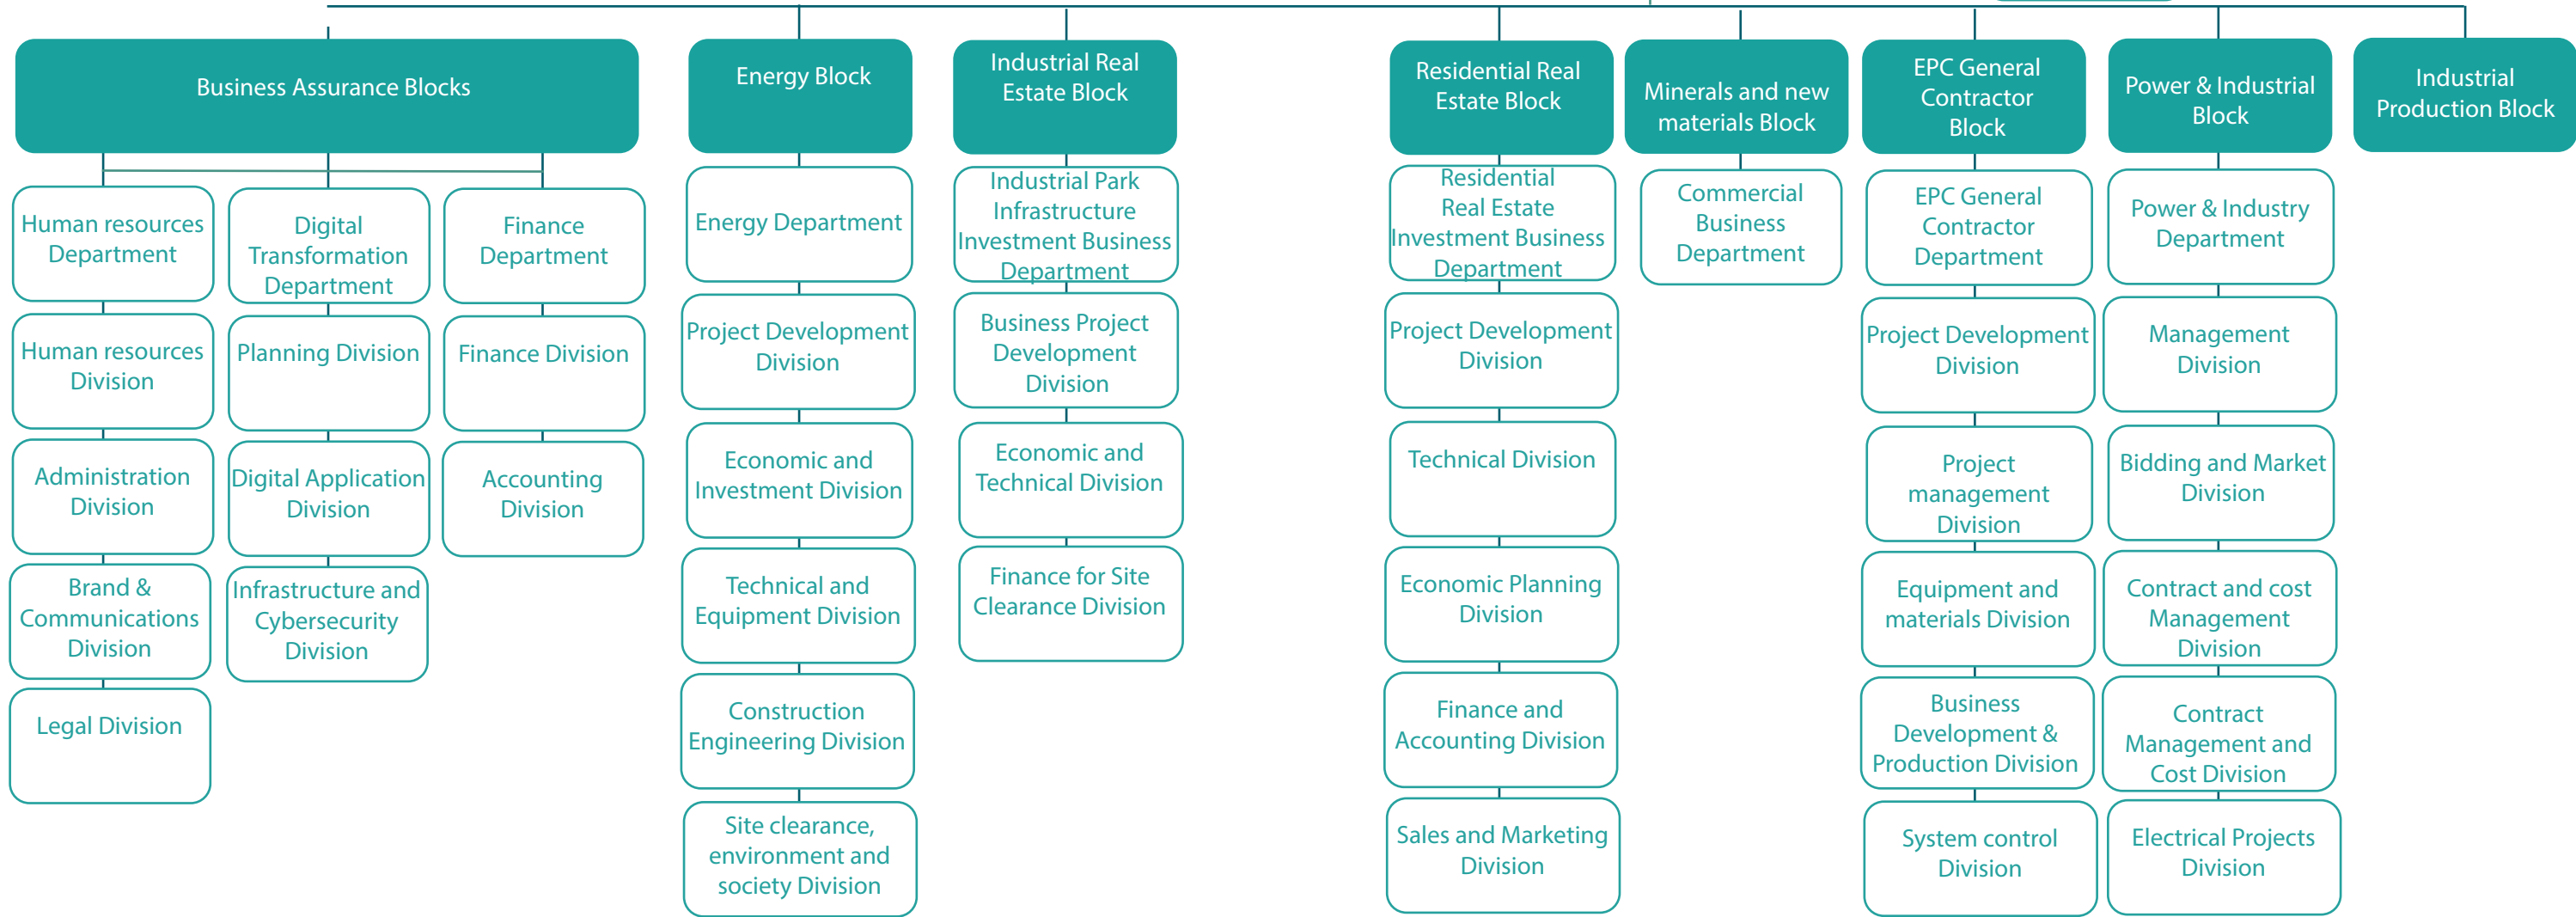 Business Assurance Blocks
Energy Block
Industrial Real
Estate Block
Residential Real
Estate Block
Minerals and new
materials Block
EPC General
Contractor
Block
Power & Industrial
Block
Industrial
Production Block
Human resources
Department
Human resources
Division
Administration
Division
Brand &
Communications
Division
Legal Division
Digital
Transformation
Department
Planning Division
Digital Application
Division
Infrastructure and
Cybersecurity
Division
Finance
Department
Finance Division
Accounting
Division
Energy Department
Project Development
Division
Economic and
Investment Division
Technical and
Equipment Division
Construction
Engineering Division
Site clearance,
environment and
society Division
Industrial Park
Infrastructure
Investment Business
Department
Business Project
Development
Division
Economic and
Technical Division
Finance for Site
Clearance Division
Residential
Real Estate
Investment Business
Department
Project Development
Division
Technical Division
Economic Planning
Division
Finance and
Accounting Division
Sales and Marketing
Division
Commercial
Business
Department
EPC General
Contractor
Department
Project Development
Division
Project
management
Division
Equipment and
materials Division
Business
Development &
Production Division
System control
Division
Power & Industry
Department
Management
Division
Bidding and Market
Division
Contract and cost
Management
Division
Contract
Management and
Cost Division
Electrical Projects
Division